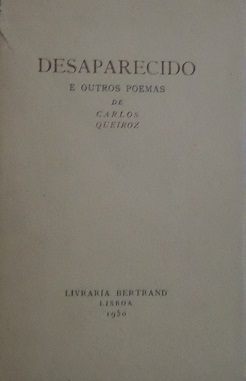 DESAPARECIDO
E OUTROS POEMAS
DE
CARLOS
QUEIROZ
LIVRARIA BERTRAND
LISBOA
1950